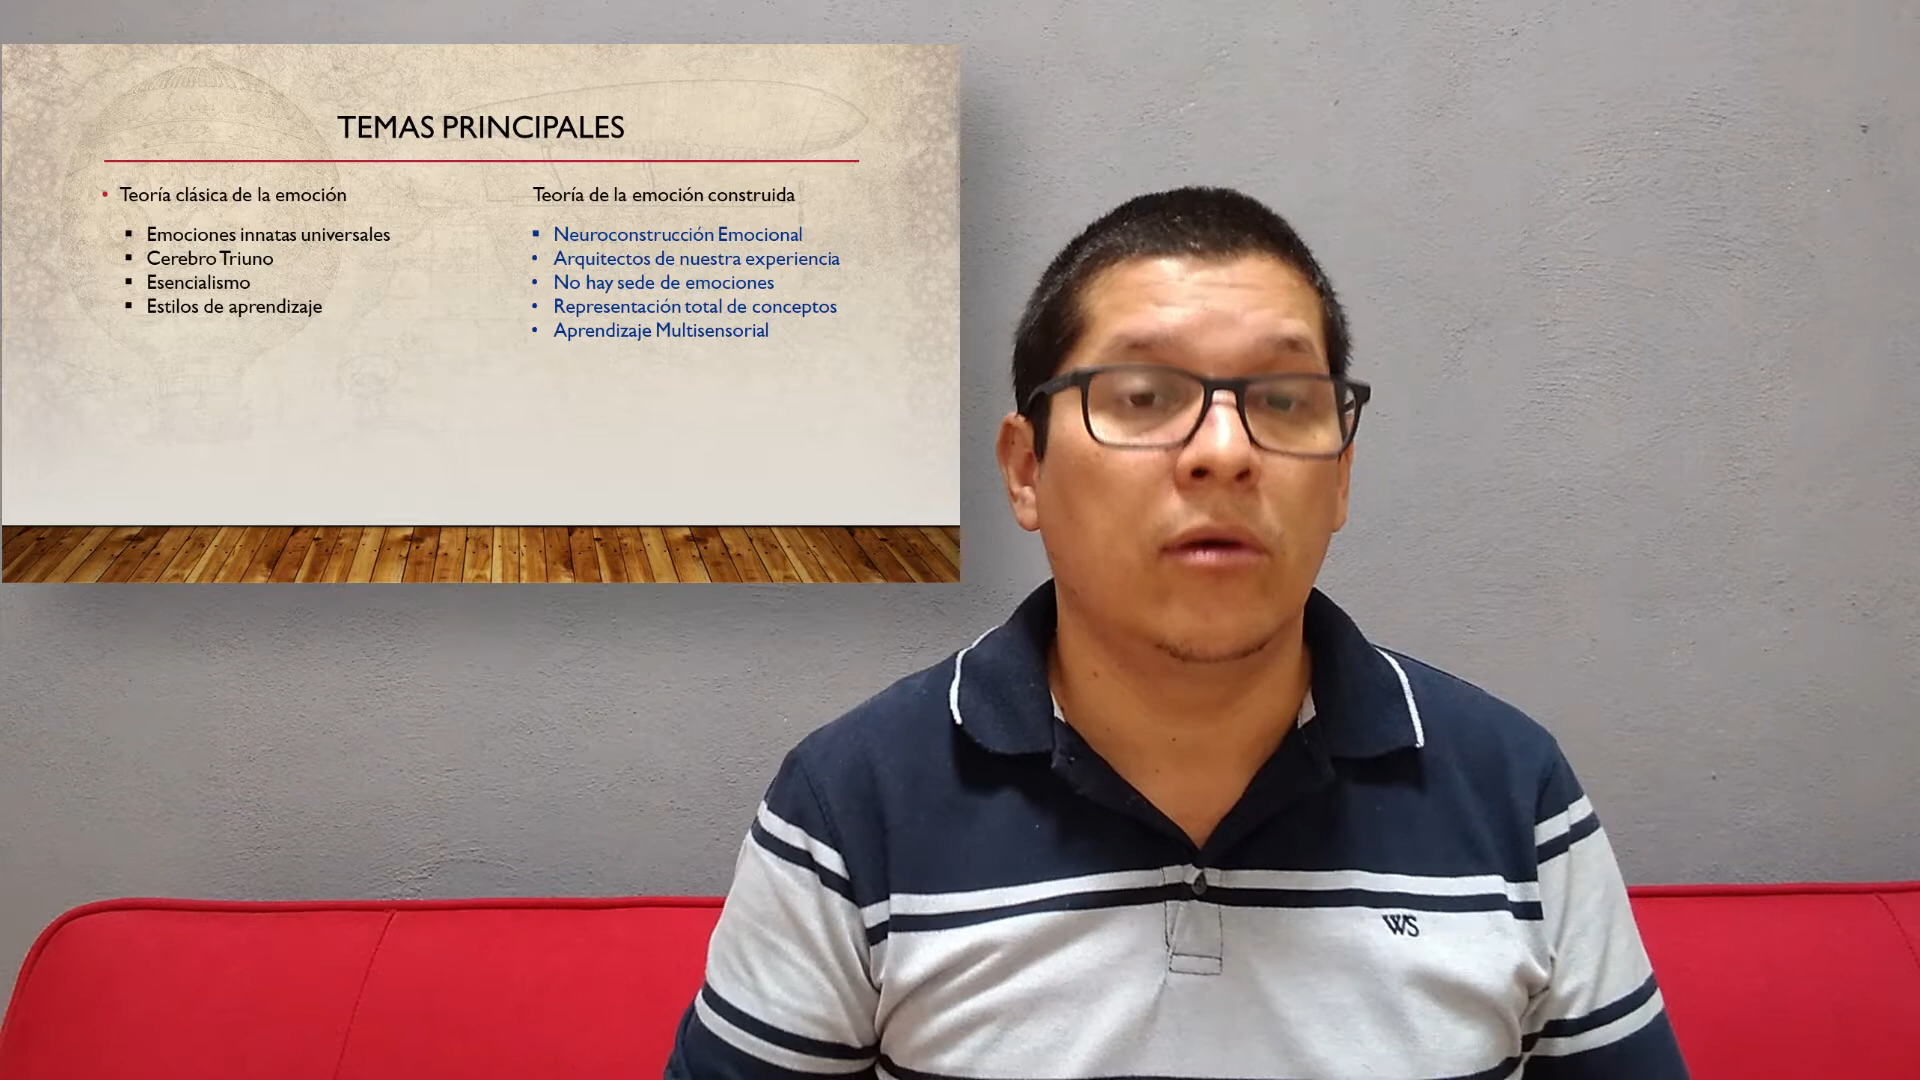 TEMAS PRINCIPALES
Teoría clásica de la emoción
Emociones innatas universales
Cerebro Triuno
Esencialismo
Estilos de aprendizaje
Teoría de la emoción construida
Neuroconstrucción Emocional
Arquitectos de nuestra experiencia
No hay sede de emociones
Representación total de conceptos
Aprendizaje Multisensorial
WS